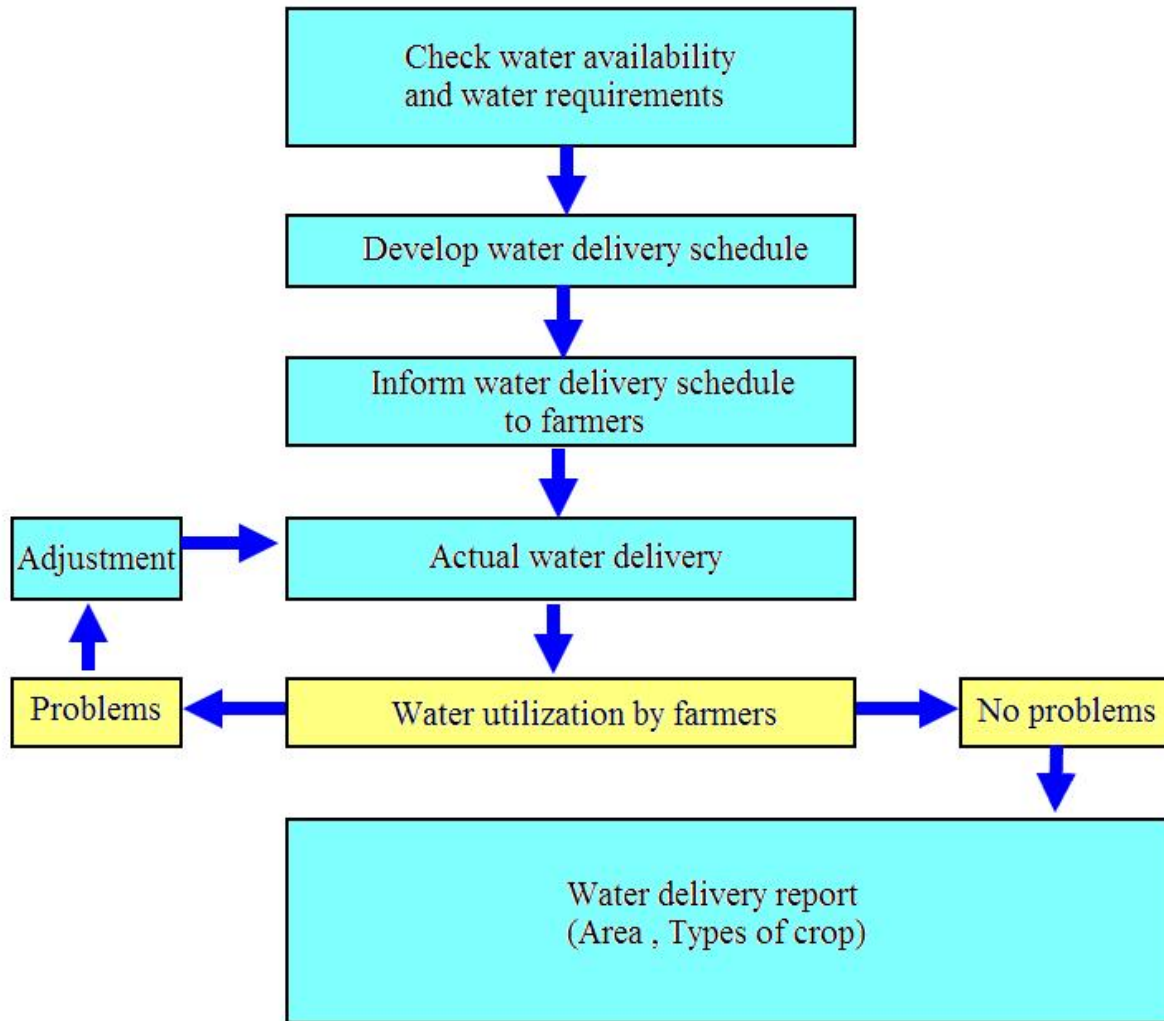 Check water availability
and water requirements
Develop water delivery schedule
Inform water delivery schedule
to farmers
Adjustment
Actual water delivery
Problems
Water utilization by farmers
No problems
Water delivery report
(Area , Types of crop)